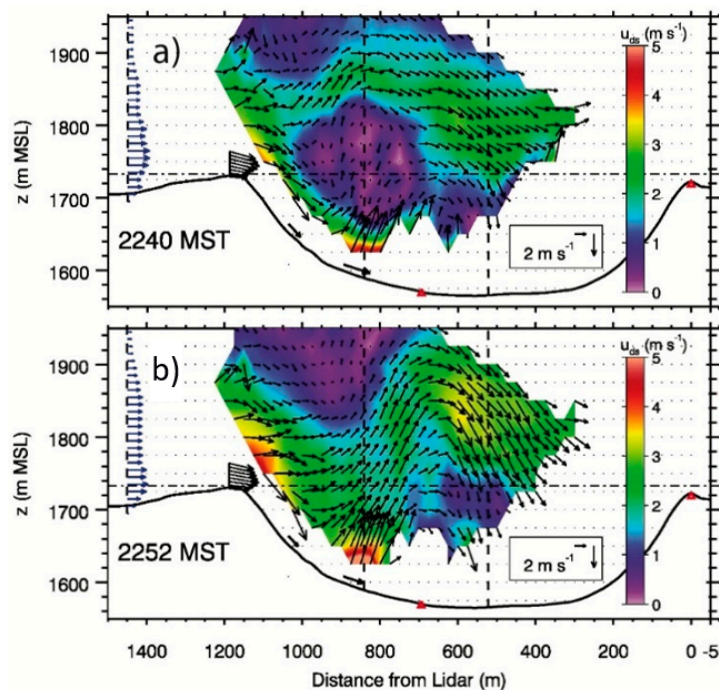 a)
u_ds (m s⁻¹)
5
4
3
2
1
0
1900
1800
1700
1600
z (m MSL)
2240 MST
2 m s⁻¹
b)
u_ds (m s⁻¹)
5
4
3
2
1
0
1900
1800
1700
1600
z (m MSL)
2252 MST
2 m s⁻¹
1400 1200 1000 800 600 400 200 0 -5
Distance from Lidar (m)